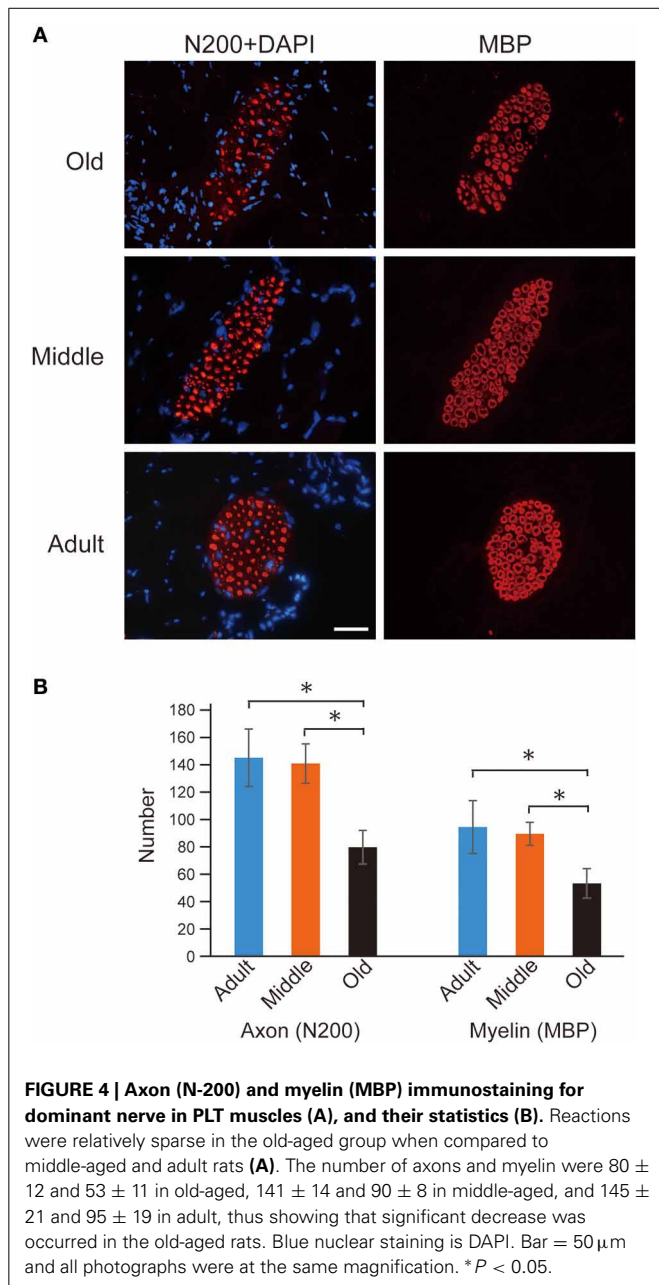 A
N200+DAPI
MBP
Old
Middle
Adult
B
Number
180
160
140
120
100
80
60
40
20
0
*
*
*
*
Adult
Middle
Old
Adult
Middle
Old
Axon (N200)
Myelin (MBP)
FIGURE 4 | Axon (N-200) and myelin (MBP) immunostaining for
dominant nerve in PLT muscles (A), and their statistics (B). Reactions
were relatively sparse in the old-aged group when compared to
middle-aged and adult rats (A). The number of axons and myelin were 80 ±
12 and 53 ± 11 in old-aged, 141 ± 14 and 90 ± 8 in middle-aged, and 145 ±
21 and 95 ± 19 in adult, thus showing that significant decrease was
occurred in the old-aged rats. Blue nuclear staining is DAPI. Bar = 50 μm
and all photographs were at the same magnification. *P < 0.05.